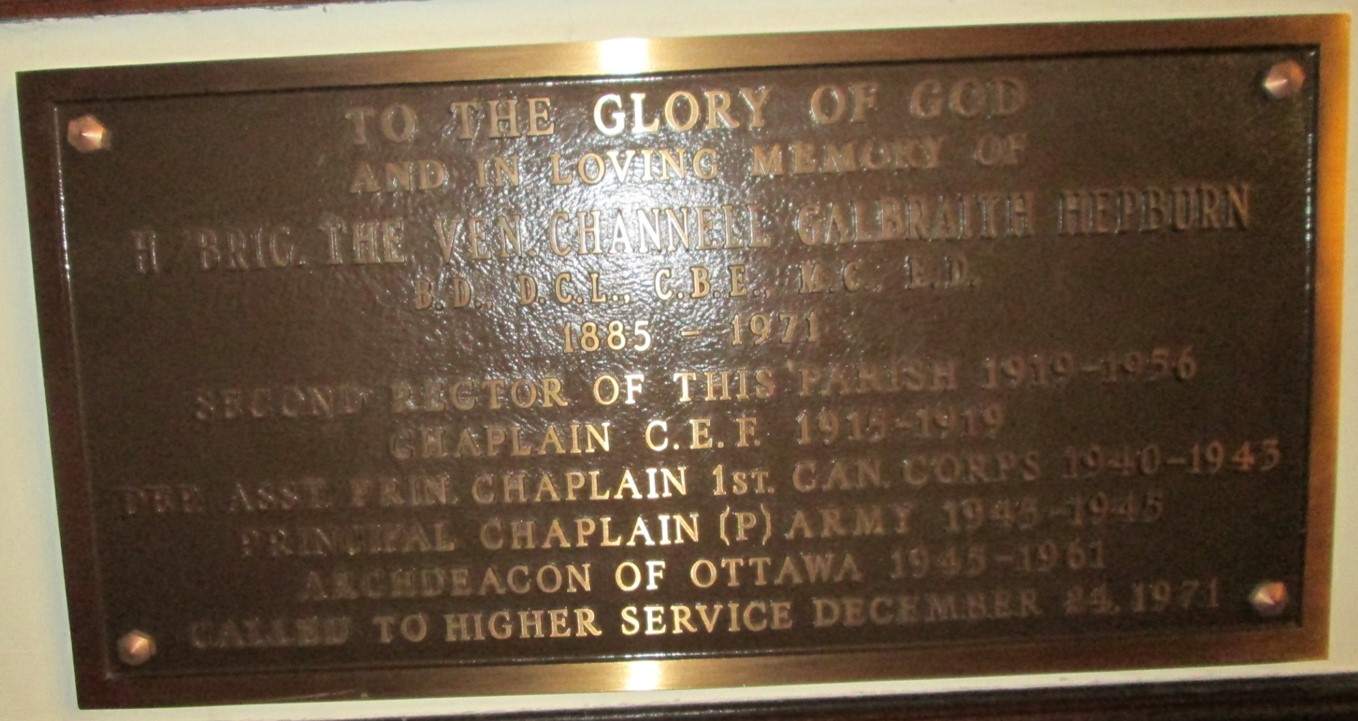 TO THE GLORY OF GOD
AND IN LOVING MEMORY OF
H/BRIG. THE VEN. CHANNELL GALBRAITH HEPBURN
B.D., D.C.L., C.B.E., M.C., E.D.
1885 - 1971
SECOND RECTOR OF THIS PARISH 1919-1956
CHAPLAIN C.E.F. 1915-1919
DEP. ASST. PRIN. CHAPLAIN 1ST. CAN. CORPS 1940-1943
PRINCIPAL CHAPLAIN (P) ARMY 1943-1945
ARCHDEACON OF OTTAWA 1945-1961
CALLED TO HIGHER SERVICE DECEMBER 24, 1971